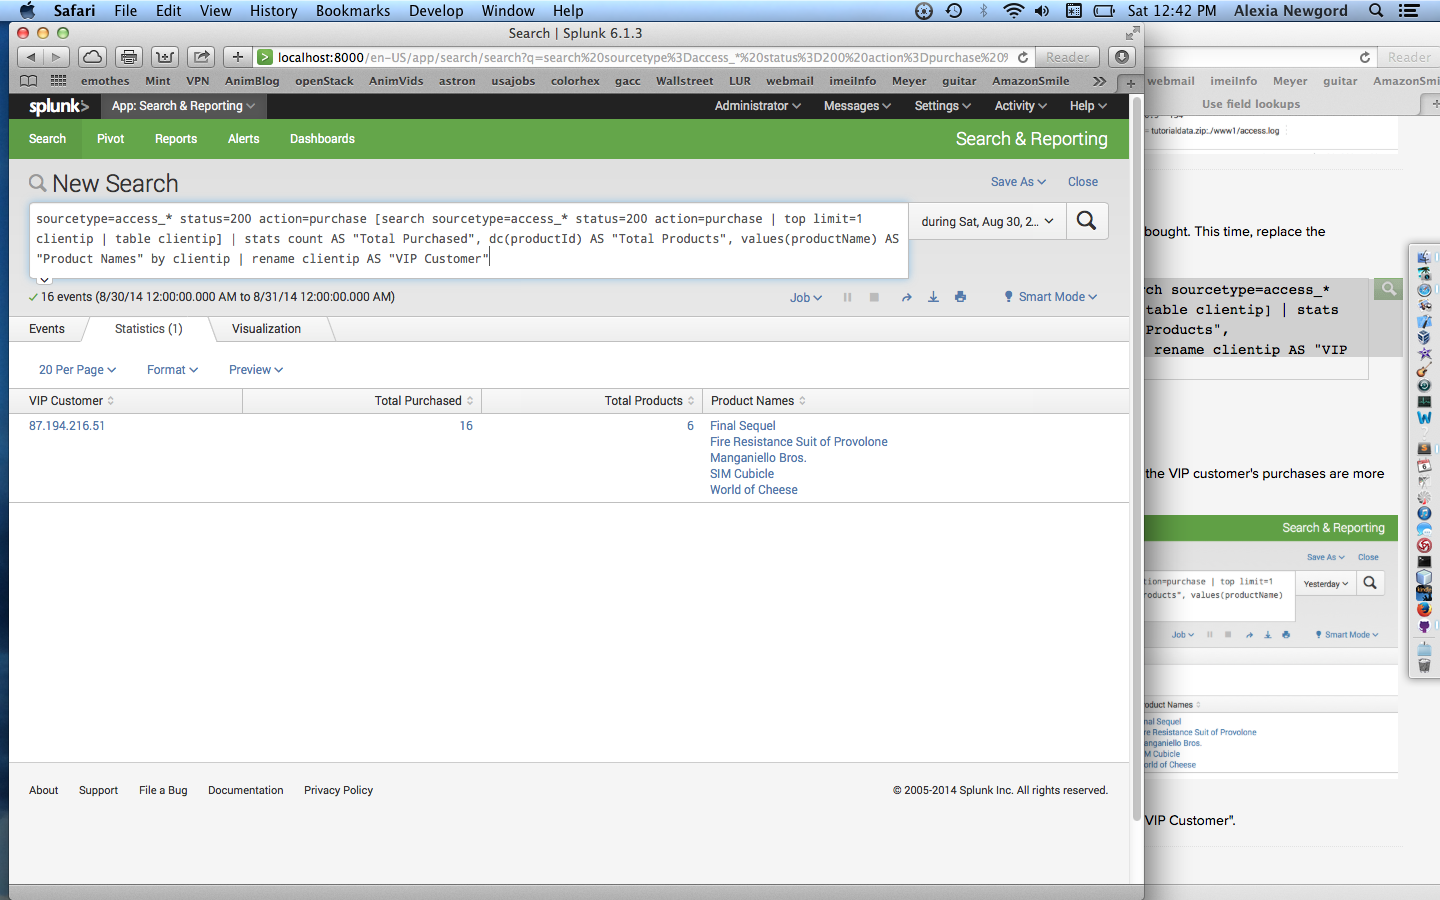 Safari File Edit View History Bookmarks Develop Window Help Sat 12:42 PM Alexia Newgord
Search | Splunk 6.1.3
localhost:8000/en-US/app/search/search?q=search%20sourcetype%3Daccess_*%20status%3D200%20action%3Dpurchase%20 Reader
Reader
emothes Mint VPN AnimBlog openStack AnimVids astron usajobs colorhex gacc Wallstreet LUR webmail imeiInfo Meyer guitar AmazonSmile
webmail imeiInfo Meyer guitar AmazonSmil
splunk> App: Search & Reporting Administrator Messages Settings Activity Help
Use field lookups
Search Pivot Reports Alerts Dashboards Search & Reporting
= tutorialdata.zip:./www1/access.log
New Search Save As Close
sourcetype=access_* status=200 action=purchase [search sourcetype=access_* status=200 action=purchase | top limit=1
clientip | table clientip] | stats count AS "Total Purchased", dc(productId) AS "Total Products", values(productName) AS
"Product Names" by clientip | rename clientip AS "VIP Customer"
during Sat, Aug 30, 2...
bought. This time, replace the
16 events (8/30/14 12:00:00.000 AM to 8/31/14 12:00:00.000 AM) Job Smart Mode
rch sourcetype=access_*
table clientip] | stats
Products",
rename clientip AS "VIP
Events Statistics (1) Visualization
20 Per Page Format Preview
VIP Customer Total Purchased Total Products Product Names
87.194.216.51 16 6 Final Sequel
Fire Resistance Suit of Provolone
Manganiello Bros.
SIM Cubicle
World of Cheese
the VIP customer's purchases are more
Search & Reporting
Save As Close
tion=purchase | top limit=1
roducts", values(productName)
Yesterday
Job Smart Mode
oduct Names
nal Sequel
re Resistance Suit of Provolone
anganiello Bros.
M Cubicle
orld of Cheese
VIP Customer".
About Support File a Bug Documentation Privacy Policy © 2005-2014 Splunk Inc. All rights reserved.